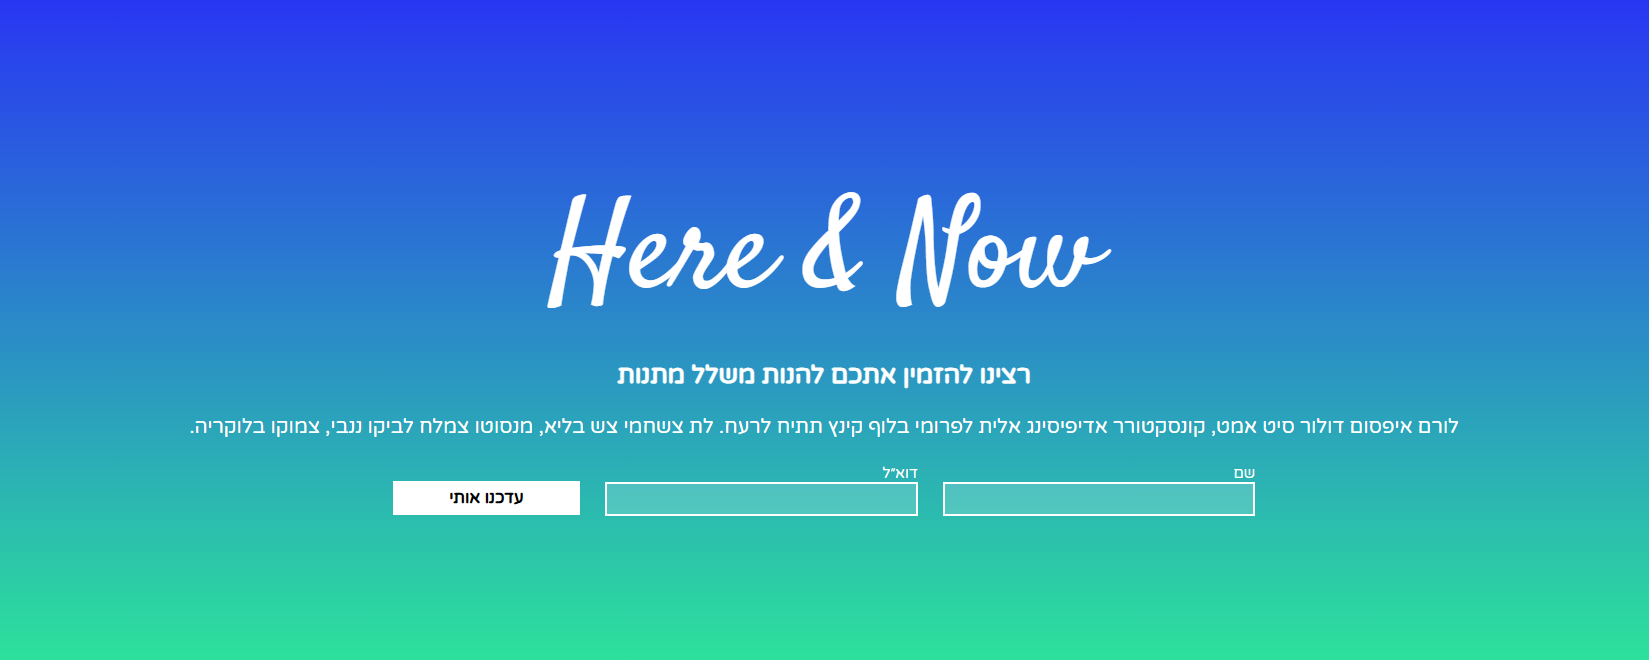 Here & Now
רצינו להזמין אתכם להנות משלל מתנות
לורם איפסום דולור סיט אמט, קונסקטורר אדיפיסינג אלית לפרומי בלוף קינץ תתיח לרעח. לת צשחמי צש בליא, מנסוטו צמלח לביקו ננבי, צמוקו בלוקריה.
שם
דוא״ל
עדכנו אותי